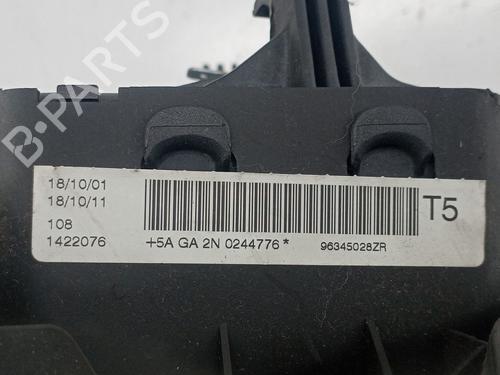 B-PARTS
18/10/01
18/10/11
108
1422076
+5A GA 2N 0244776*
96345028ZR
T5